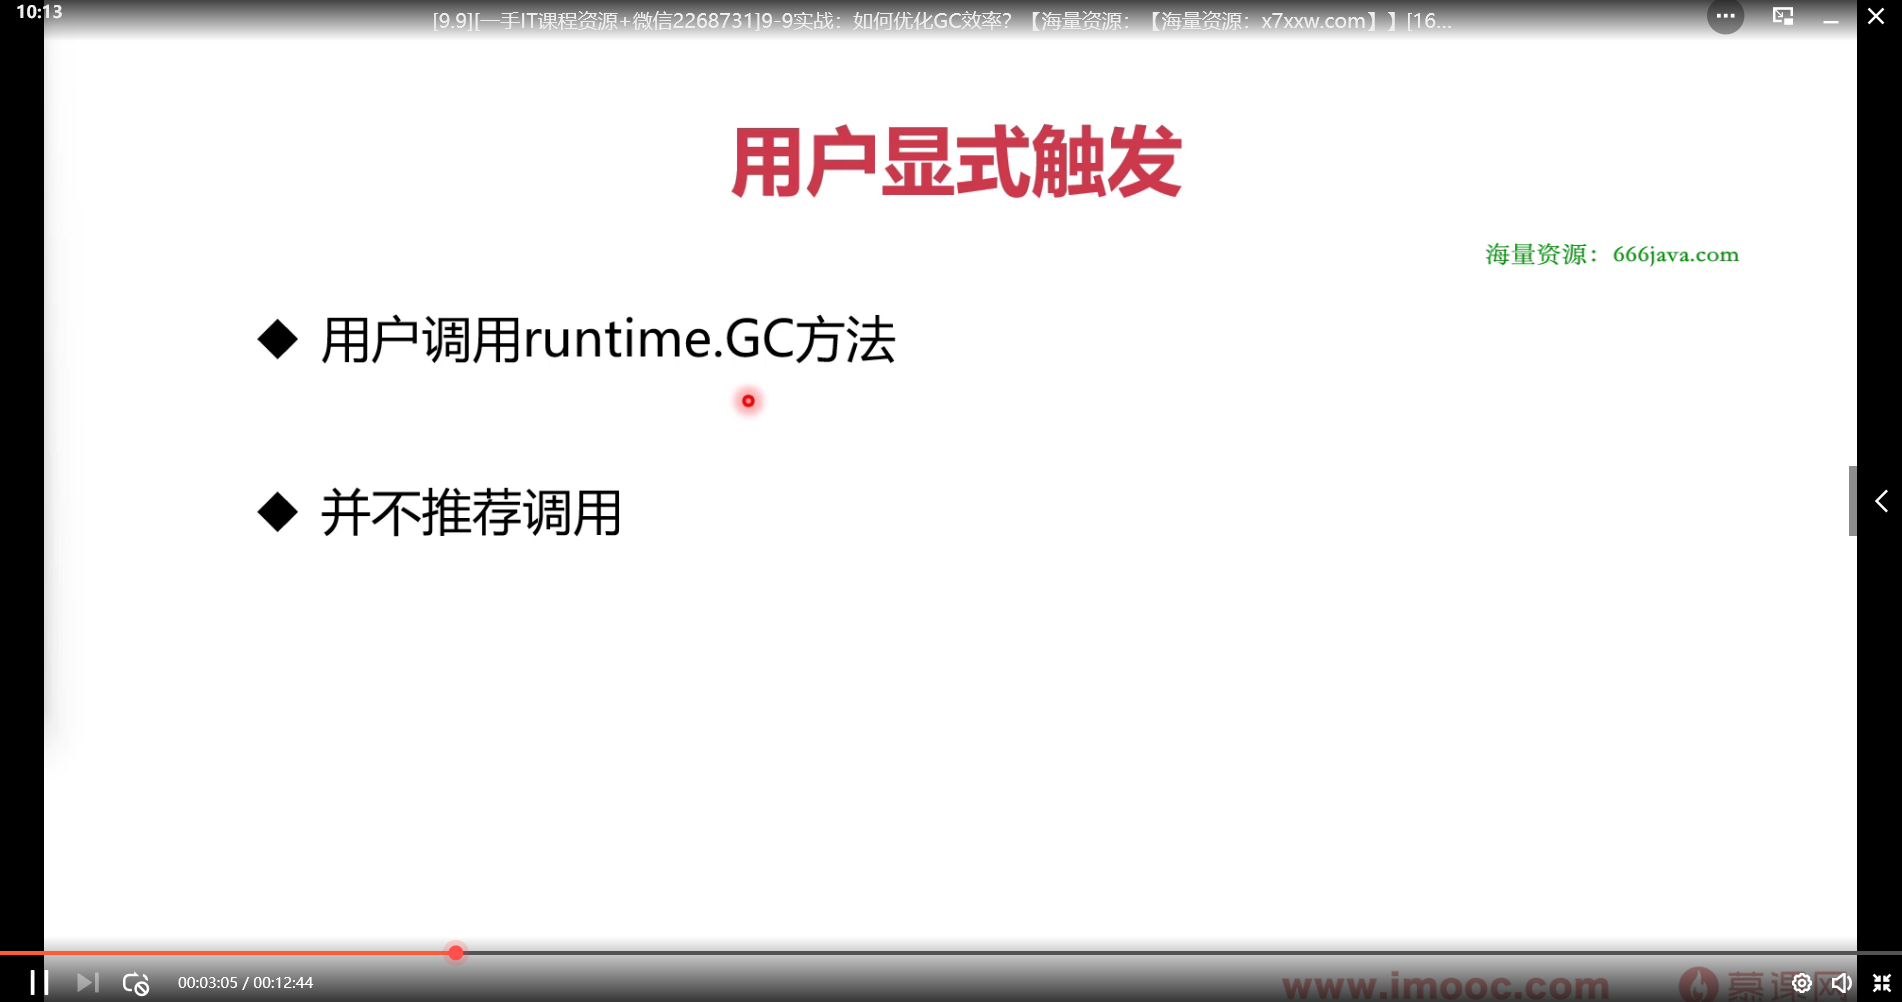 10:13
[9.9][一手IT课程资源+微信2268731]9-9实战：如何优化GC效率？【海量资源：【海量资源：x7xxw.com】】[16...
用户显式触发
海量资源：666java.com
◆ 用户调用runtime.GC方法
◆ 并不推荐调用
00:03:05 / 00:12:44
www.imooc.com
慕课网